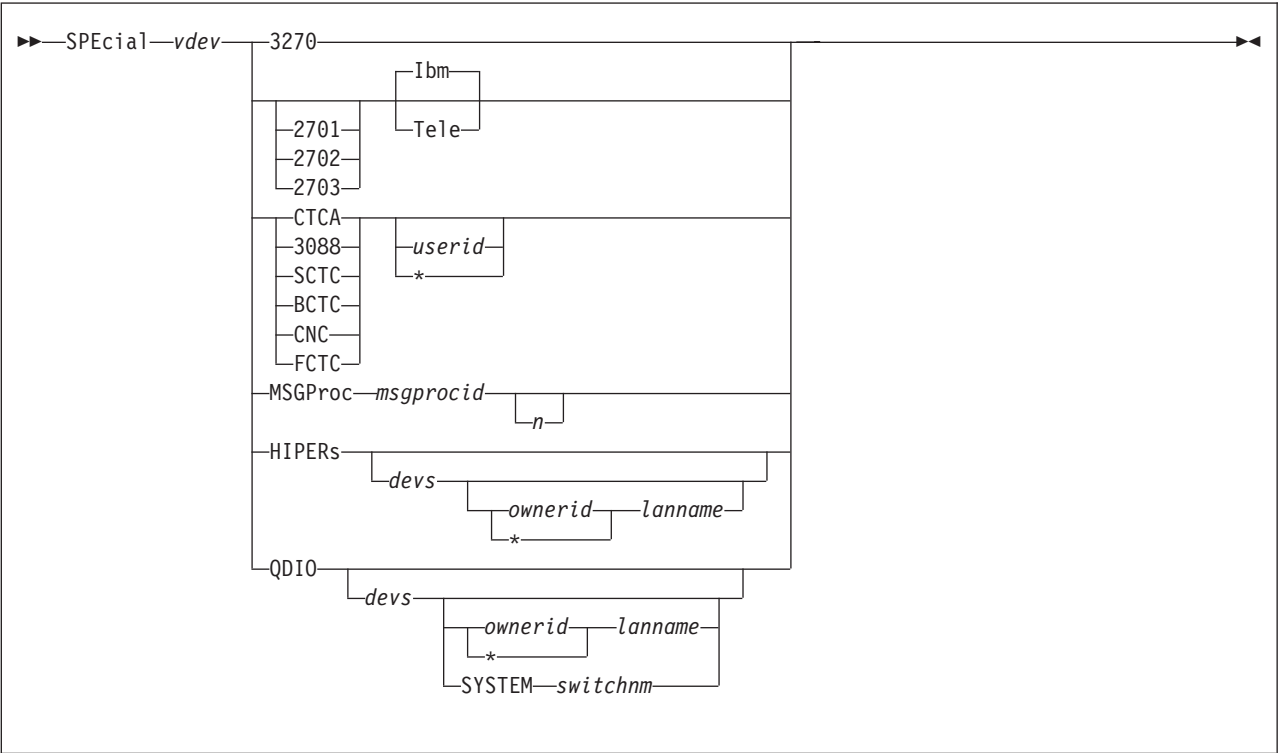 SPEcial vdev 3270
Ibm
2701 Tele
2702
2703
CTCA
3088 userid
SCTC *
BCTC
CNC
FCTC
MSGProc msgprocid
n
HIPERs
devs
ownerid lanname
*
QDIO
devs
ownerid lanname
*
SYSTEM switchnm